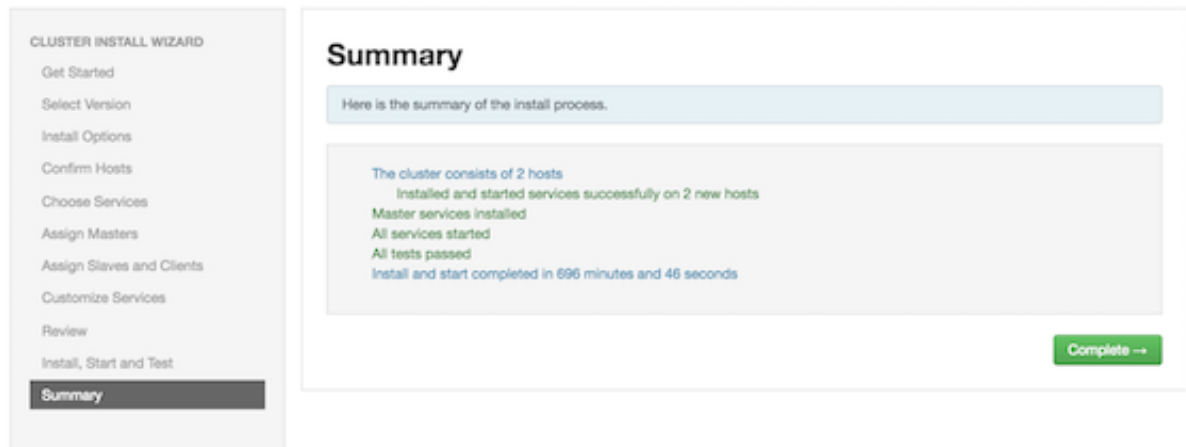 CLUSTER INSTALL WIZARD
Get Started
Select Version
Install Options
Confirm Hosts
Choose Services
Assign Masters
Assign Slaves and Clients
Customize Services
Review
Install, Start and Test
Summary
Summary
Here is the summary of the install process.
The cluster consists of 2 hosts
Installed and started services successfully on 2 new hosts
Master services installed
All services started
All tests passed
Install and start completed in 696 minutes and 46 seconds
Complete →